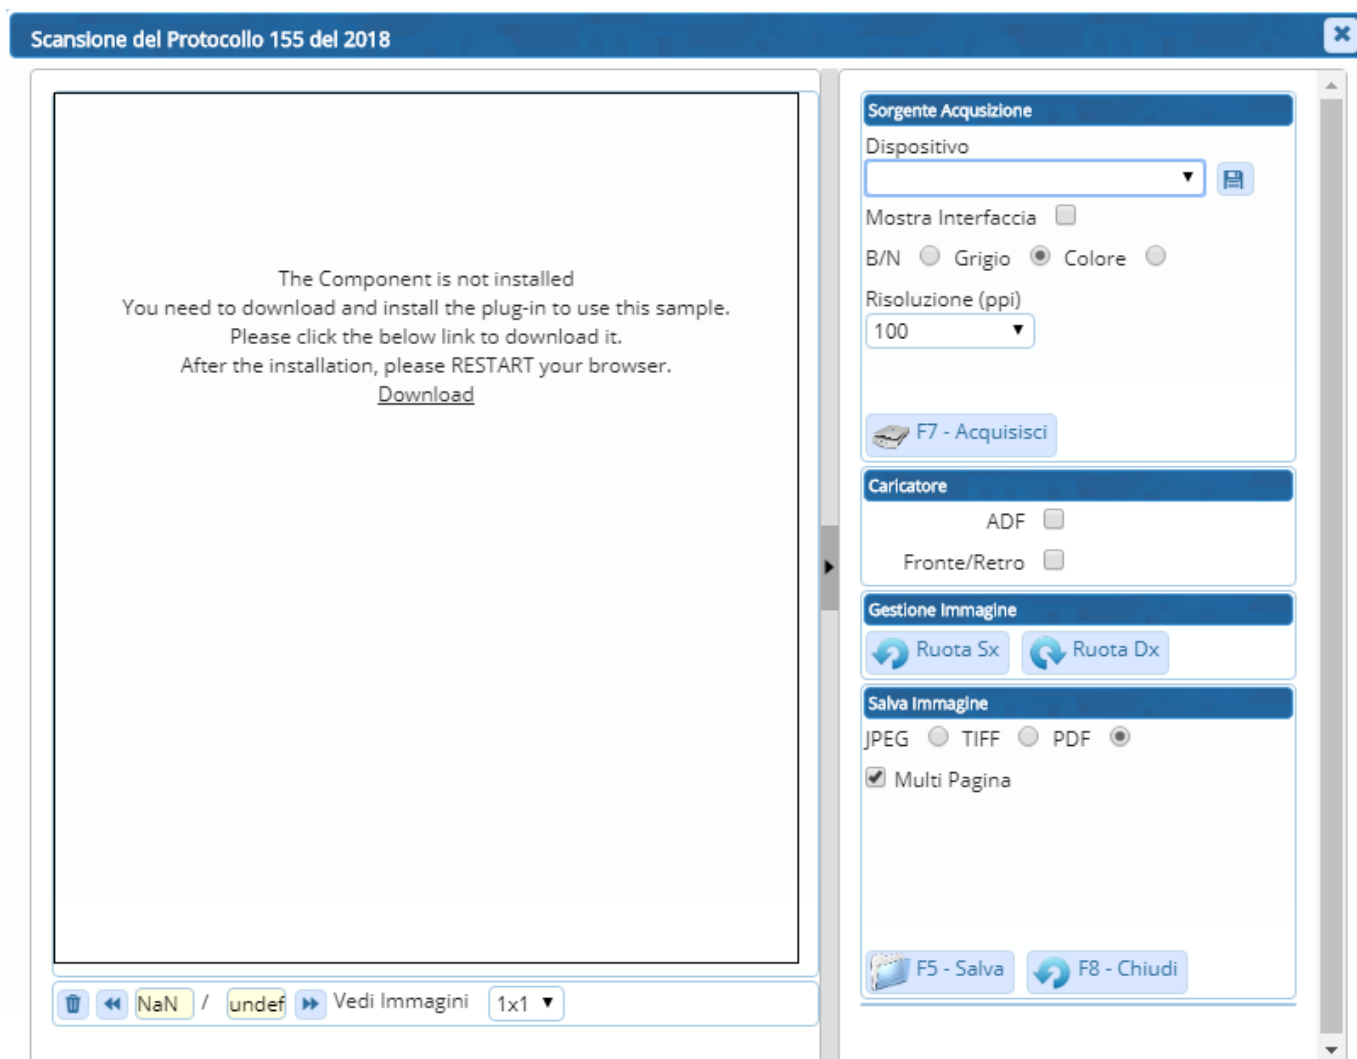 Scansione del Protocollo 155 del 2018
The Component is not installed
You need to download and install the plug-in to use this sample.
Please click the below link to download it.
After the installation, please RESTART your browser.
Download
NaN / undef Vedi Immagini 1x1
Sorgente Acqusizione
Dispositivo
Mostra Interfaccia
B/N Grigio Colore
Risoluzione (ppi)
100
F7 - Acquisisci
Caricatore
ADF
Fronte/Retro
Gestione Immagine
Ruota Sx Ruota Dx
Salva Immagine
JPEG TIFF PDF
Multi Pagina
F5 - Salva F8 - Chiudi